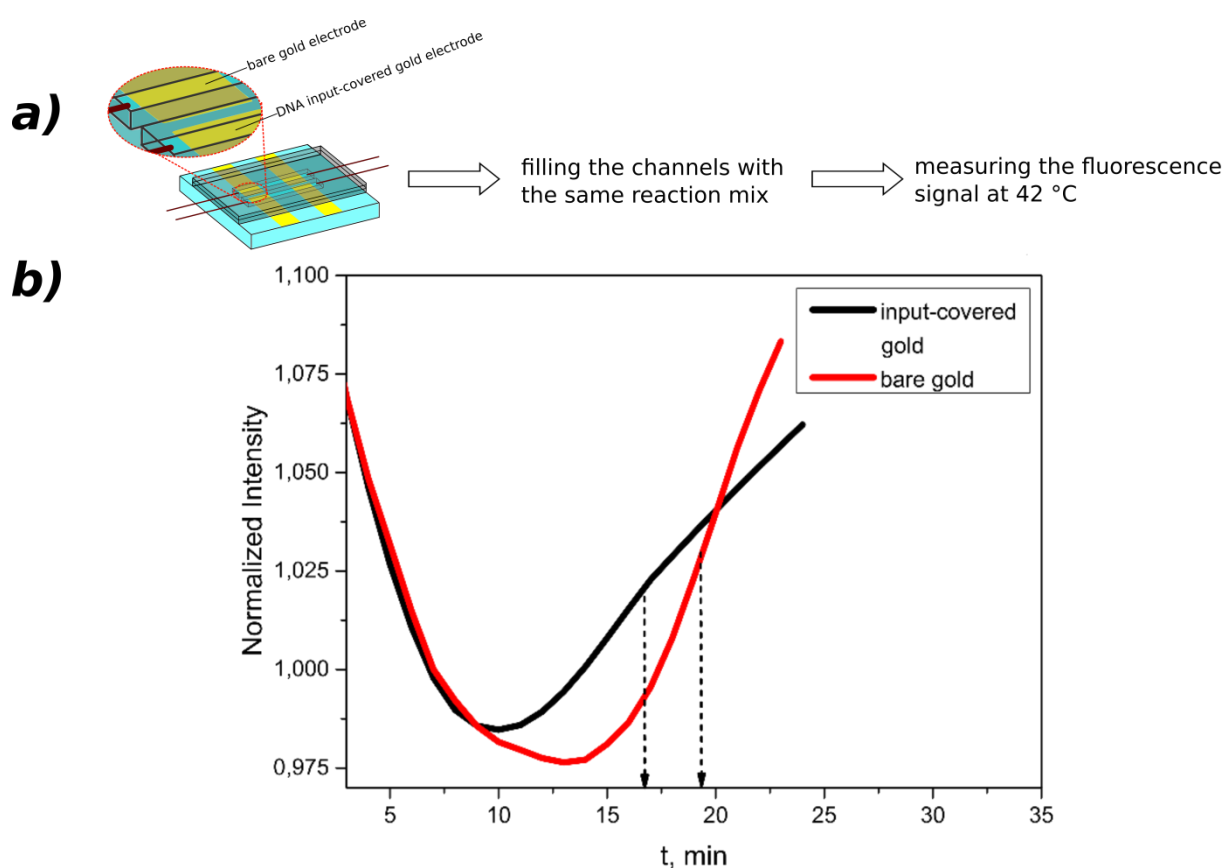 a)
bare gold electrode
DNA input-covered gold electrode
filling the channels with
the same reaction mix
measuring the fluorescence
signal at 42 °C
b)
Normalized Intensity
1,100
1,075
1,050
1,025
1,000
0,975
input-covered
gold
bare gold
5 10 15 20 25 30 35
t, min